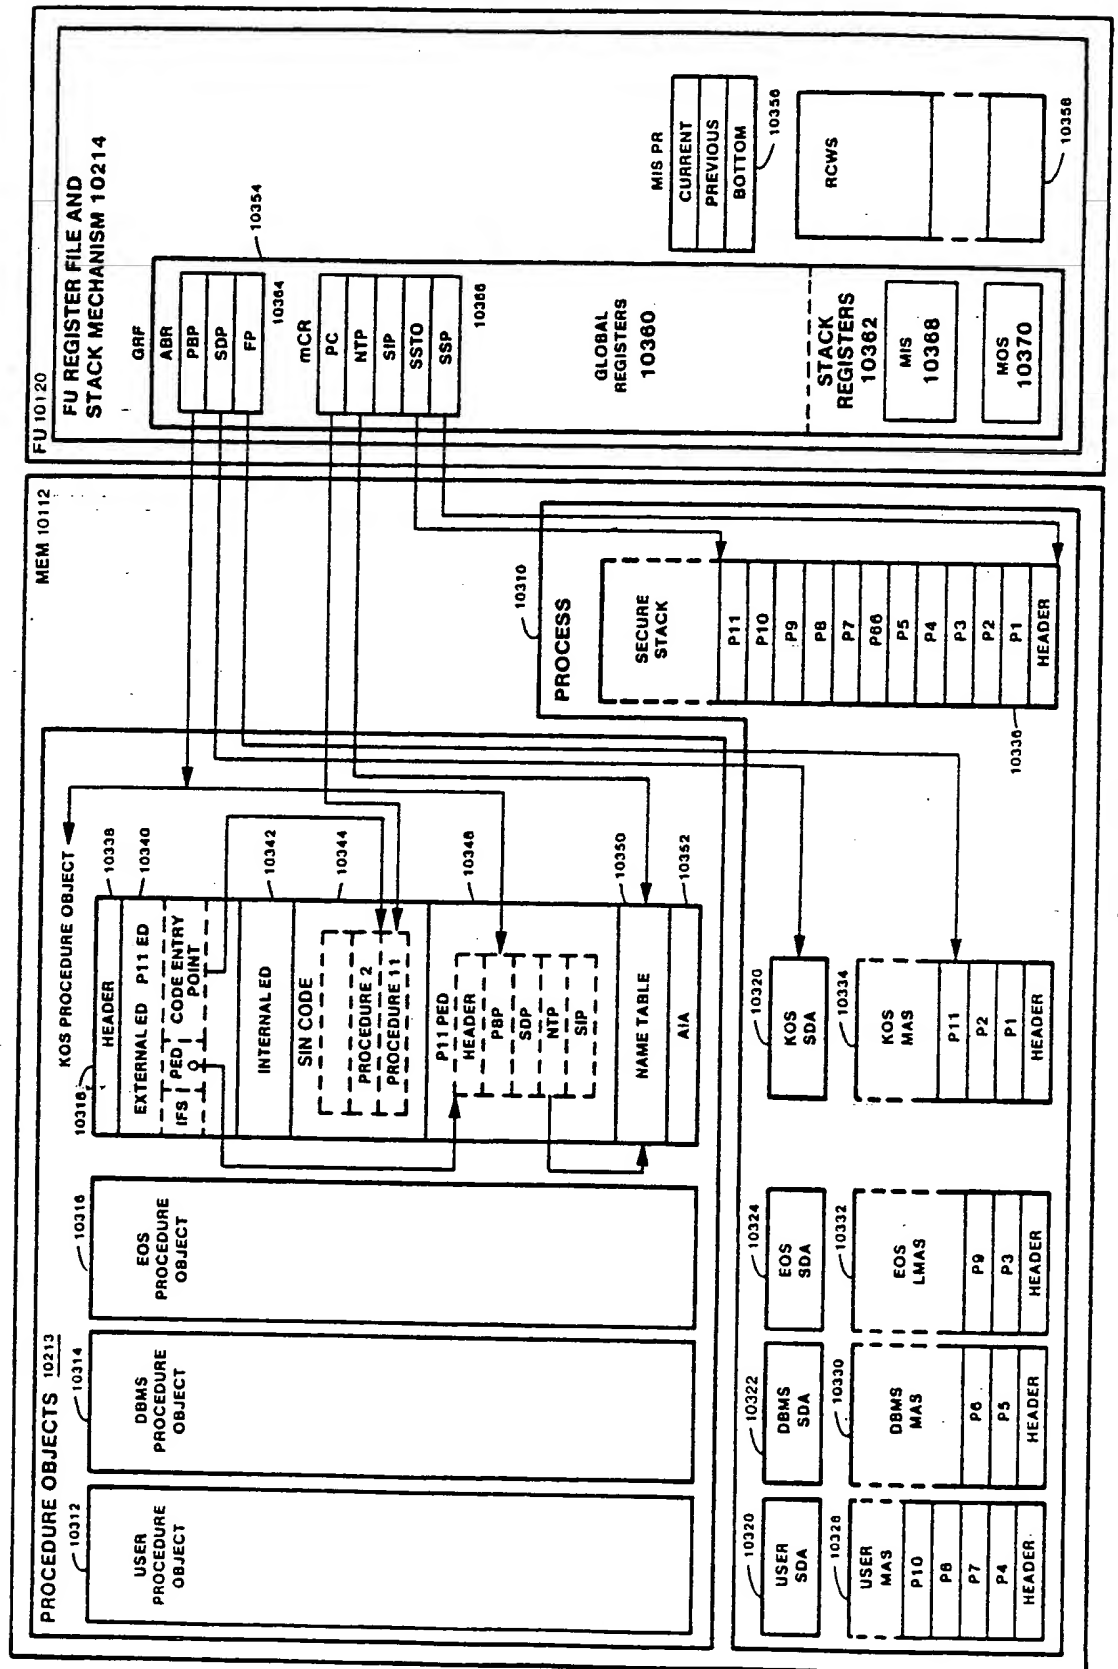 FU 10120
FU REGISTER FILE AND
STACK MECHANISM 10214
GRF
ABR
PBP
SDP
FP
10364
10354
mCR
PC
NTP
SIP
SSTO
SSP
10366
GLOBAL
REGISTERS
10360
STACK
REGISTERS
10362
MIS
10368
MOS
10370
MIS PR
CURRENT
PREVIOUS
BOTTOM
10356
RCWS
10358
MEM 10112
PROCEDURE OBJECTS 10213
10312
USER
PROCEDURE
OBJECT
10314
DBMS
PROCEDURE
OBJECT
10316
EOS
PROCEDURE
OBJECT
KOS PROCEDURE OBJECT
10318
HEADER
10338
EXTERNAL ED P11 ED
10340
IFS PED CODE ENTRY
POINT
INTERNAL ED
10342
SIN CODE
10344
PROCEDURE 2
PROCEDURE 11
P11 PED
10348
HEADER
PBP
SDP
NTP
SIP
NAME TABLE
10350
AIA
10352
10310
PROCESS
SECURE
STACK
P11
P10
P9
P8
P7
P66
P5
P4
P3
P2
P1
HEADER
10336
10320
USER
SDA
10322
DBMS
SDA
10324
EOS
SDA
10320
KOS
SDA
10328
USER
MAS
P10
P8
P7
P4
HEADER
10330
DBMS
MAS
P6
P5
HEADER
10332
EOS
LMAS
P9
P3
HEADER
10334
KOS
MAS
P11
P2
P1
HEADER